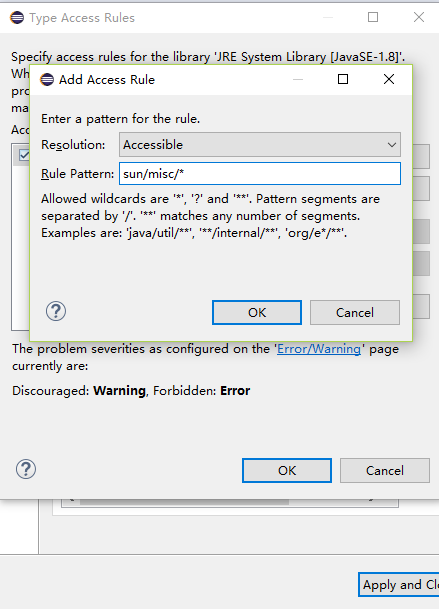 Type Access Rules
Specify access rules for the library 'JRE System Library [JavaSE-1.8]'.
Wh
pro
ma
Acc
Add Access Rule
Enter a pattern for the rule.
Resolution: Accessible
Rule Pattern: sun/misc/*
Allowed wildcards are '*', '?' and '**'. Pattern segments are
separated by '/'. '**' matches any number of segments.
Examples are: 'java/util/**', '**/internal/**', 'org/e*/**'.
OK Cancel
The problem severities as configured on the 'Error/Warning' page
currently are:
Discouraged: Warning, Forbidden: Error
OK Cancel
Apply and Cl